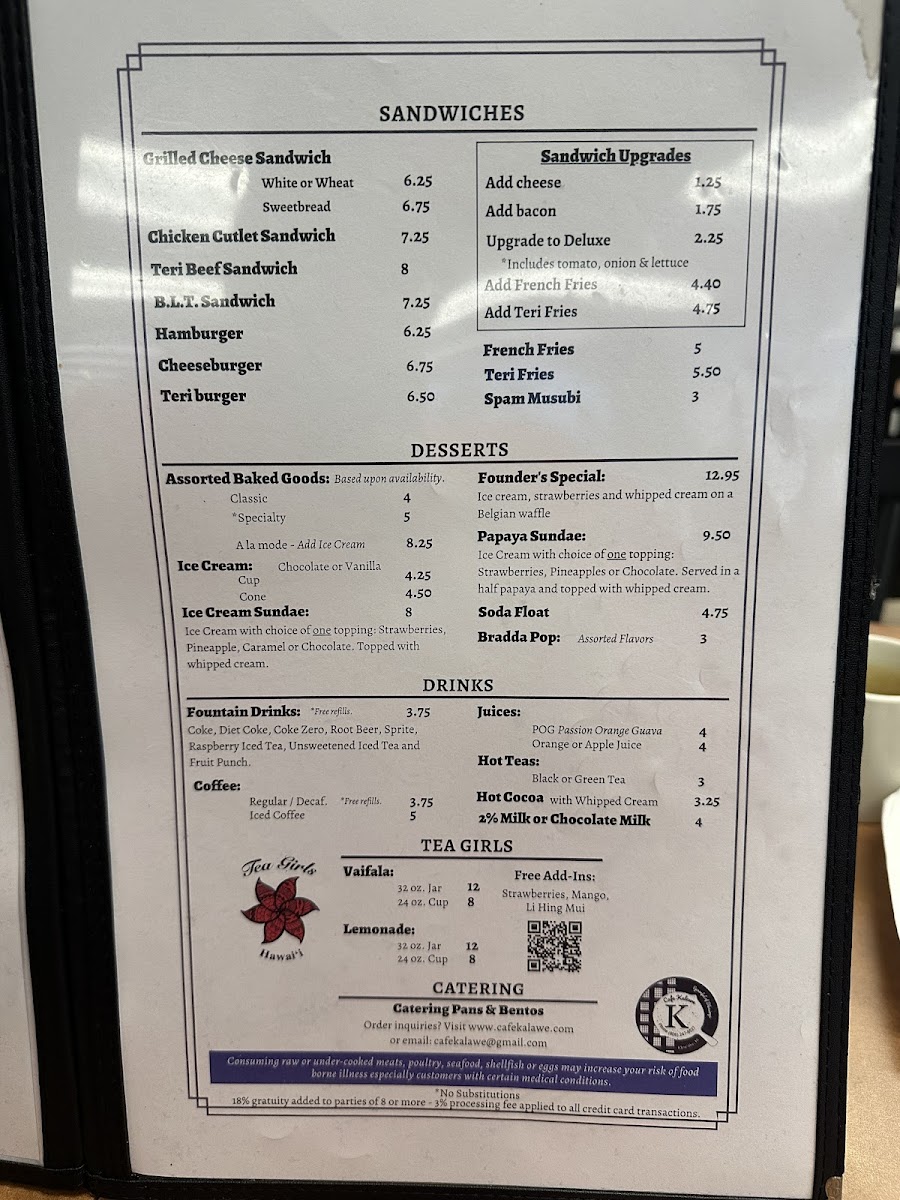 SANDWICHES
Grilled Cheese Sandwich
White or Wheat 6.25
Sweetbread 6.75
Chicken Cutlet Sandwich 7.25
Teri Beef Sandwich 8
B.L.T. Sandwich 7.25
Hamburger 6.25
Cheeseburger 6.75
Teri burger 6.50
Sandwich Upgrades
Add cheese 1.25
Add bacon 1.75
Upgrade to Deluxe 2.25
*Includes tomato, onion & lettuce
Add French Fries 4.40
Add Teri Fries 4.75
French Fries 5
Teri Fries 5.50
Spam Musubi 3
DESSERTS
Assorted Baked Goods: Based upon availability.
Classic 4
*Specialty 5
A la mode - Add Ice Cream 8.25
Ice Cream: Chocolate or Vanilla
Cup 4.25
Cone 4.50
Ice Cream Sundae: 8
Ice Cream with choice of one topping: Strawberries,
Pineapple, Caramel or Chocolate. Topped with
whipped cream.
Founder's Special: 12.95
Ice cream, strawberries and whipped cream on a
Belgian waffle
Papaya Sundae: 9.50
Ice Cream with choice of one topping:
Strawberries, Pineapples or Chocolate. Served in a
half papaya and topped with whipped cream.
Soda Float 4.75
Bradda Pop: Assorted Flavors 3
DRINKS
Fountain Drinks: *Free refills. 3.75
Coke, Diet Coke, Coke Zero, Root Beer, Sprite,
Raspberry Iced Tea, Unsweetened Iced Tea and
Fruit Punch.
Coffee:
Regular / Decaf. *Free refills. 3.75
Iced Coffee 5
Juices:
POG Passion Orange Guava 4
Orange or Apple Juice 4
Hot Teas:
Black or Green Tea 3
Hot Cocoa with Whipped Cream 3.25
2% Milk or Chocolate Milk 4
TEA GIRLS
Tea Girls
Hawai'i
Vaifala:
32 oz. Jar 12
24 oz. Cup 8
Lemonade:
32 oz. Jar 12
24 oz. Cup 8
Free Add-Ins:
Strawberries, Mango,
Li Hing Mui
CATERING
Catering Pans & Bentos
Order inquiries? Visit www.cafekalawe.com
or email: cafekalawe@gmail.com
Cafe Kalawe
K
Consuming raw or under-cooked meats, poultry, seafood, shellfish or eggs may increase your risk of food
borne illness especially customers with certain medical conditions.
*No Substitutions
18% gratuity added to parties of 8 or more - 3% processing fee applied to all credit card transactions.